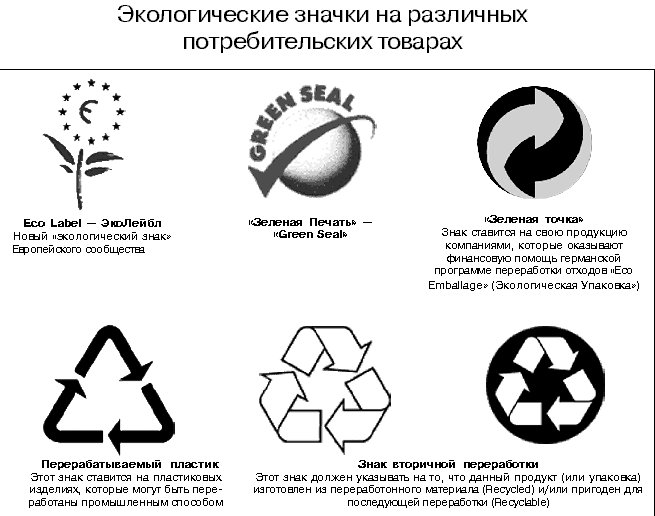 Экологические значки на различных
потребительских товарах
GREEN SEAL
Eco Label — ЭкоЛейбл
Новый «экологический знак»
Европейского сообщества
«Зеленая Печать» —
«Green Seal»
«Зеленая точка»
Знак ставится на свою продукцию
компаниями, которые оказывают
финансовую помощь германской
программе переработки отходов «Eco
Emballage» (Экологическая Упаковка»)
Перерабатываемый пластик
Этот знак ставится на пластиковых
изделиях, которые могут быть пере-
работаны промышленным способом
Знак вторичной переработки
Этот знак должен указывать на то, что данный продукт (или упаковка)
изготовлен из переработонного материала (Recycled) и/или пригоден для
последующей переработки (Recyclable)